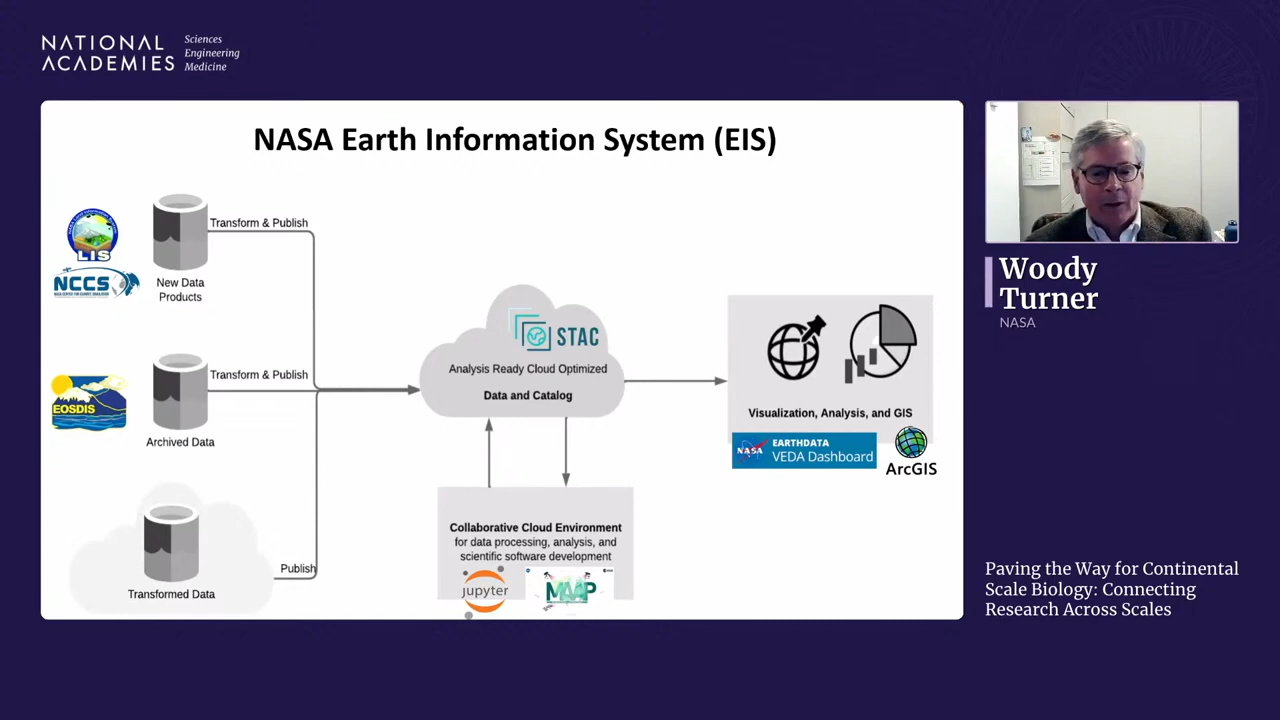 NATIONAL
ACADEMIES
Sciences
Engineering
Medicine
NASA Earth Information System (EIS)
LIS
NCCS
New Data
Products
Transform & Publish
EOSDIS
Archived Data
Transform & Publish
Transformed Data
Publish
STAC
Analysis Ready Cloud Optimized
Data and Catalog
Collaborative Cloud Environment
for data processing, analysis, and
scientific software development
jupyter
MAAP
Visualization, Analysis, and GIS
NASA
EARTHDATA
VEDA Dashboard
ArcGIS
Woody
Turner
NASA
Paving the Way for Continental
Scale Biology: Connecting
Research Across Scales